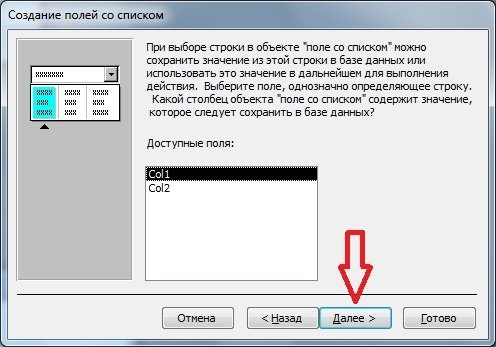 Создание полей со списком
При выборе строки в объекте "поле со списком" можно
сохранить значение из этой строки в базе данных или
использовать это значение в дальнейшем для выполнения
действия. Выберите поле, однозначно определяющее строку.
Какой столбец объекта "поле со списком" содержит значение,
которое следует сохранить в базе данных?
Доступные поля:
Col1
Col2
Отмена
< Назад
Далее >
Готово